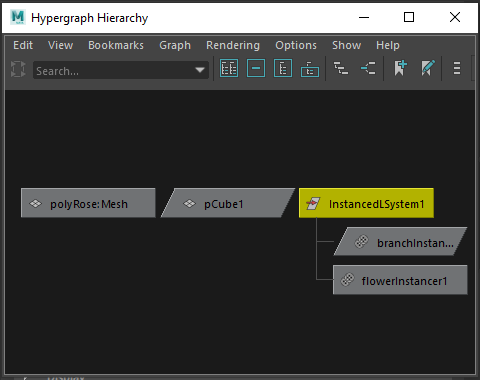 Hypergraph Hierarchy
Edit View Bookmarks Graph Rendering Options Show Help
Search...
polyRose:Mesh pCube1 InstancedLSystem1
branchInstan...
flowerInstancer1